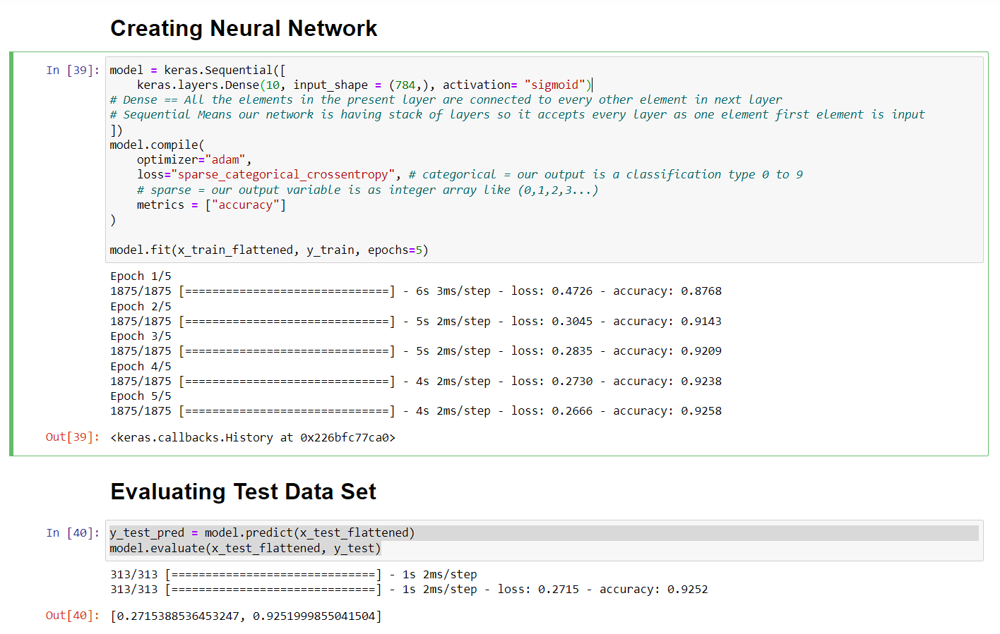 Creating Neural Network
In [39]: model = keras.Sequential([
    keras.layers.Dense(10, input_shape = (784,), activation= "sigmoid")
# Dense == All the elements in the present layer are connected to every other element in next layer
# Sequential Means our network is having stack of layers so it accepts every layer as one element first element is input
])
model.compile(
    optimizer="adam",
    loss="sparse_categorical_crossentropy", # categorical = our output is a classification type 0 to 9
    # sparse = our output variable is as integer array like (0,1,2,3...)
    metrics = ["accuracy"]
)
model.fit(x_train_flattened, y_train, epochs=5)
Epoch 1/5
1875/1875 [==============================] - 6s 3ms/step - loss: 0.4726 - accuracy: 0.8768
Epoch 2/5
1875/1875 [==============================] - 5s 2ms/step - loss: 0.3045 - accuracy: 0.9143
Epoch 3/5
1875/1875 [==============================] - 5s 2ms/step - loss: 0.2835 - accuracy: 0.9209
Epoch 4/5
1875/1875 [==============================] - 4s 2ms/step - loss: 0.2730 - accuracy: 0.9238
Epoch 5/5
1875/1875 [==============================] - 4s 2ms/step - loss: 0.2666 - accuracy: 0.9258
Out[39]: <keras.callbacks.History at 0x226bfc77ca0>
Evaluating Test Data Set
In [40]: y_test_pred = model.predict(x_test_flattened)
model.evaluate(x_test_flattened, y_test)
313/313 [==============================] - 1s 2ms/step
313/313 [==============================] - 1s 2ms/step - loss: 0.2715 - accuracy: 0.9252
Out[40]: [0.2715388536453247, 0.9251999855041504]